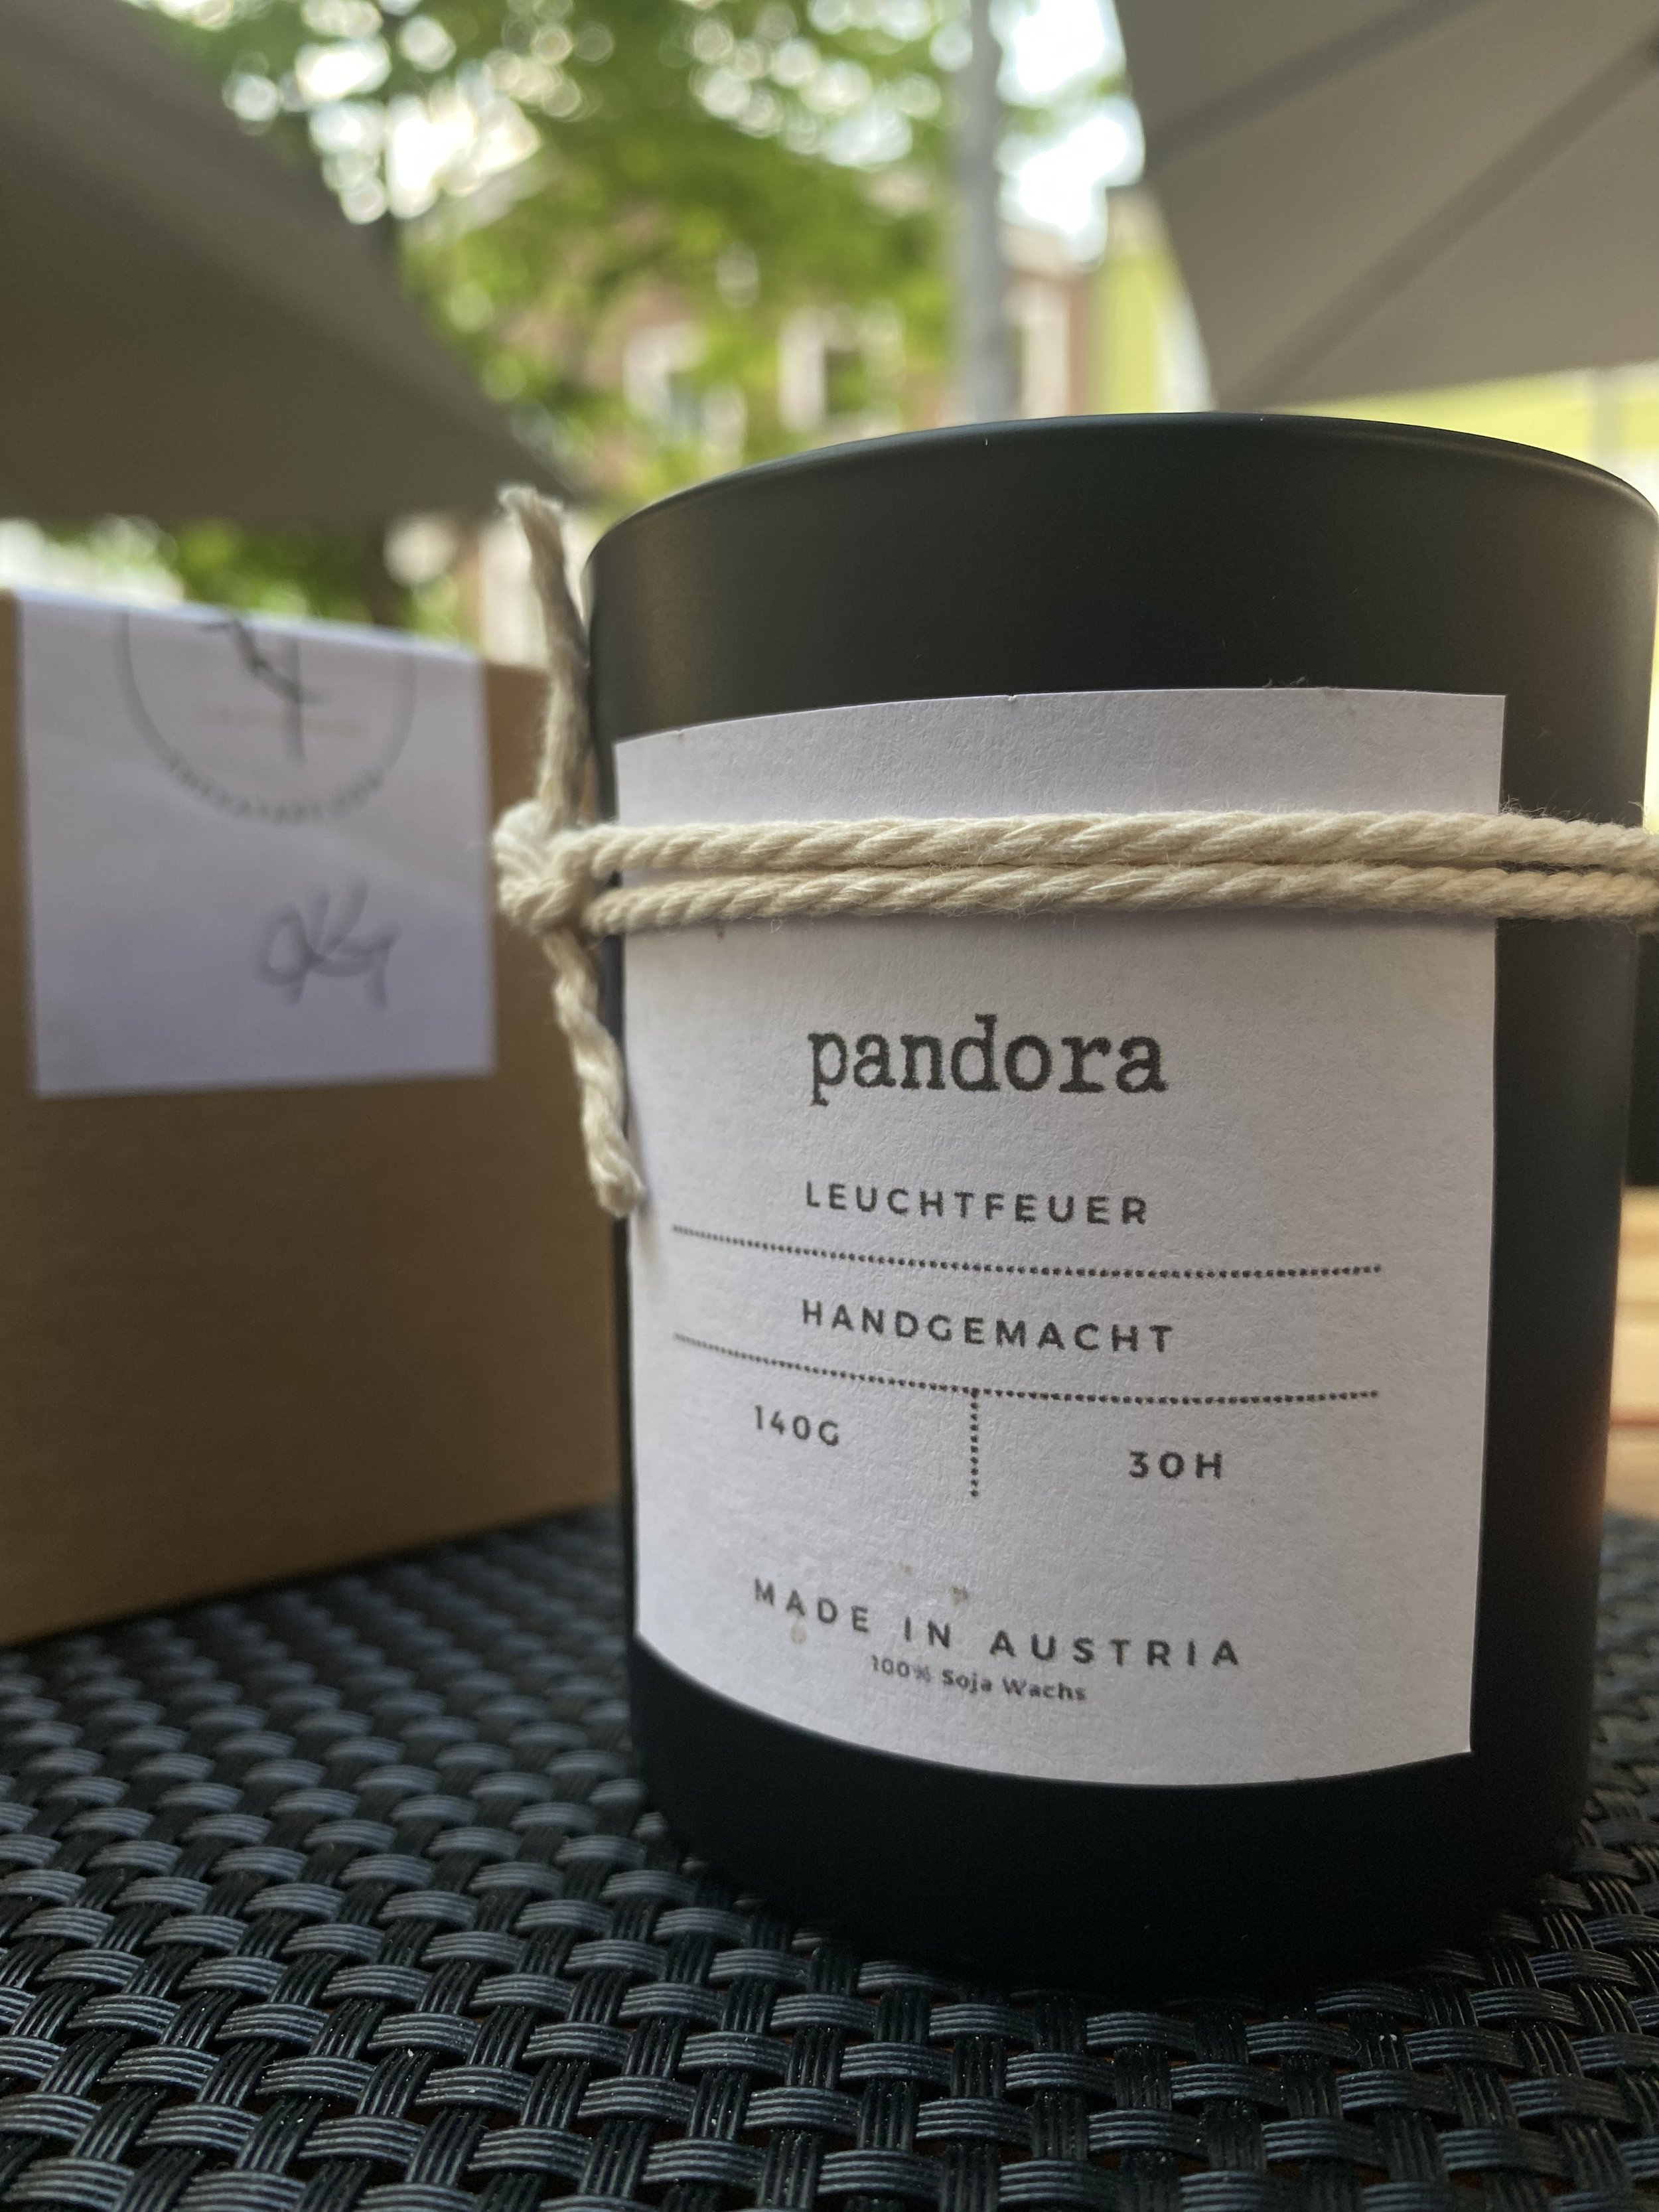 pandora
LEUCHTFEUER
HANDGEMACHT
140G
30H
MADE IN AUSTRIA
100% Soja Wachs